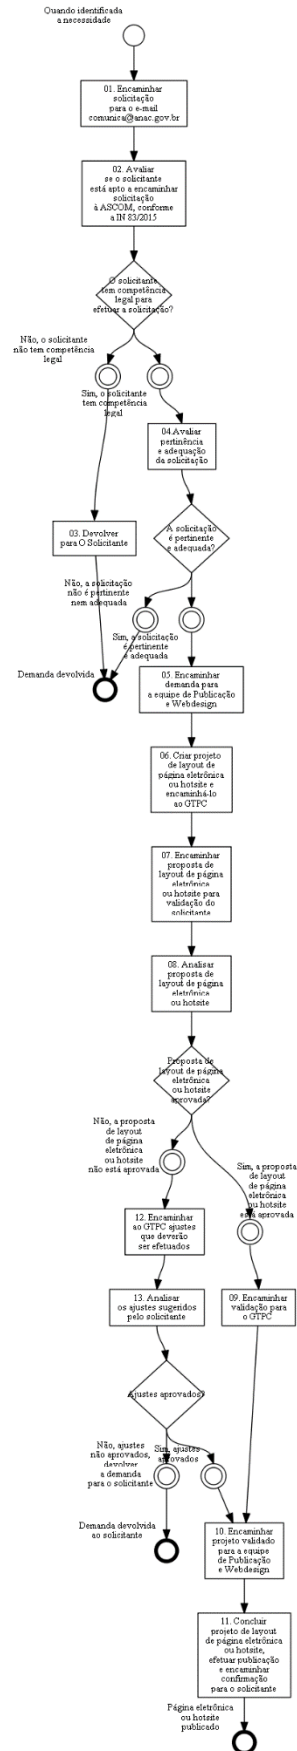 Quando identificada
a necessidade
01. Encaminhar
solicitação
para o e-mail
comunica@anac.gov.br
02. Avaliar
se o solicitante
está apto a encaminhar
solicitação
à ASCOM, conforme
a IN 83/2015
O solicitante
tem competência
legal para
efetuar a solicitação?
Não, o solicitante
não tem competência
legal
Sim, o solicitante
tem competência
legal
04.Avaliar
pertinência
e adequação
da solicitação
03. Devolver
para O Solicitante
A solicitação
é pertinente
e adequada?
Não, a solicitação
não é pertinente
nem adequada
Sim, a solicitação
é pertinente
e adequada
Demanda devolvida
05. Encaminhar
demanda para
a equipe de Publicação
e Webdesign
06. Criar projeto
de layout de
página eletrônica
ou hotsite e
encaminhá-lo
ao GTPC
07. Encaminhar
proposta de
layout de página
eletrônica
ou hotsite para
validação do
solicitante
08. Analisar
proposta de
layout de página
eletrônica
ou hotsite
Proposta de
layout de página
eletrônica
ou hotsite
aprovada?
Não, a proposta
de layout
de página
eletrônica
ou hotsite
não está aprovada
Sim, a proposta
de layout
de página
eletrônica
ou hotsite
está aprovada
12. Encaminhar
ao GTPC ajustes
que deverão
ser efetuados
13. Analisar
os ajustes sugeridos
pelo solicitante
09. Encaminhar
validação para
o GTPC
Ajustes aprovados?
Não, ajustes
não aprovados,
devolver
a demanda
para o solicitante
Sim, ajustes
aprovados
Demanda devolvida
ao solicitante
10. Encaminhar
projeto validado
para a equipe
de Publicação
e Webdesign
11. Concluir
projeto de layout
de página eletrônica
ou hotsite,
efetuar publicação
e encaminhar
confirmação
para o solicitante
Página eletrônica
ou hotsite
publicado